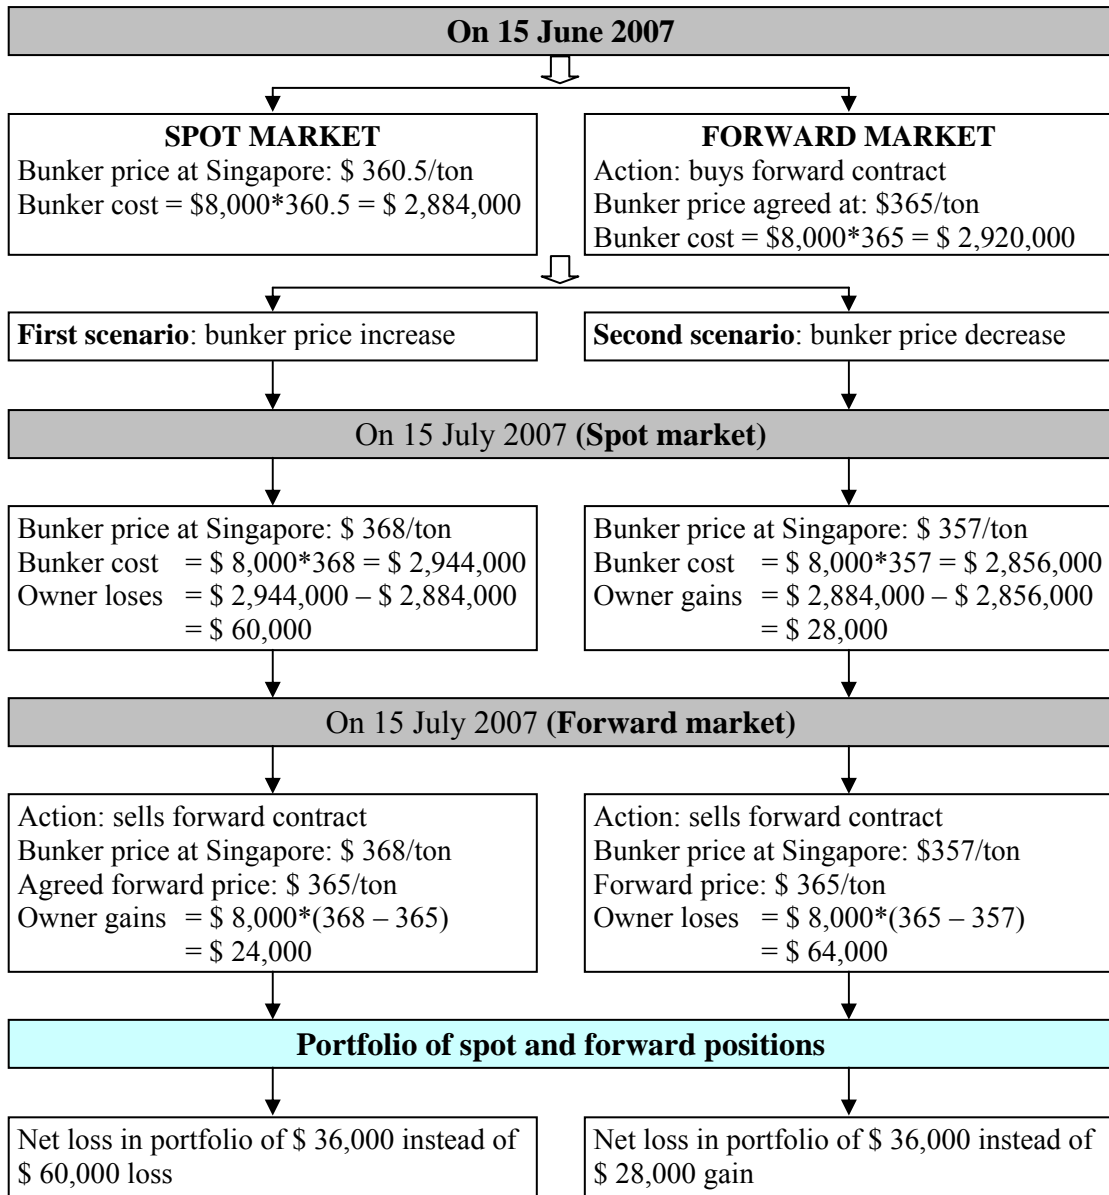 On 15 June 2007
SPOT MARKET
Bunker price at Singapore: $ 360.5/ton
Bunker cost = $8,000*360.5 = $ 2,884,000
FORWARD MARKET
Action: buys forward contract
Bunker price agreed at: $365/ton
Bunker cost = $8,000*365 = $ 2,920,000
First scenario: bunker price increase
Second scenario: bunker price decrease
On 15 July 2007 (Spot market)
Bunker price at Singapore: $ 368/ton
Bunker cost = $ 8,000*368 = $ 2,944,000
Owner loses = $ 2,944,000 – $ 2,884,000
= $ 60,000
Bunker price at Singapore: $ 357/ton
Bunker cost = $ 8,000*357 = $ 2,856,000
Owner gains = $ 2,884,000 – $ 2,856,000
= $ 28,000
On 15 July 2007 (Forward market)
Action: sells forward contract
Bunker price at Singapore: $ 368/ton
Agreed forward price: $ 365/ton
Owner gains = $ 8,000*(368 – 365)
= $ 24,000
Action: sells forward contract
Bunker price at Singapore: $357/ton
Forward price: $ 365/ton
Owner loses = $ 8,000*(365 – 357)
= $ 64,000
Portfolio of spot and forward positions
Net loss in portfolio of $ 36,000 instead of
$ 60,000 loss
Net loss in portfolio of $ 36,000 instead of
$ 28,000 gain